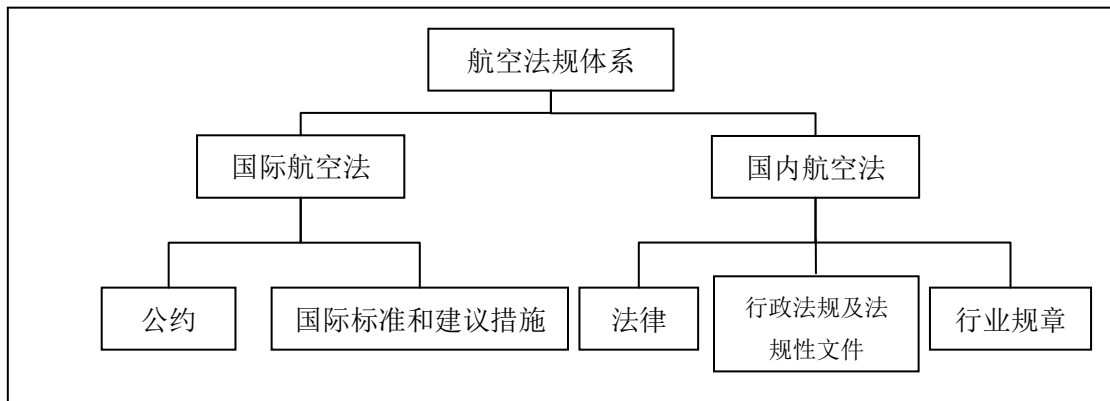 航空法规体系
国际航空法
国内航空法
公约
国际标准和建议措施
法律
行政法规及法
规性文件
行业规章